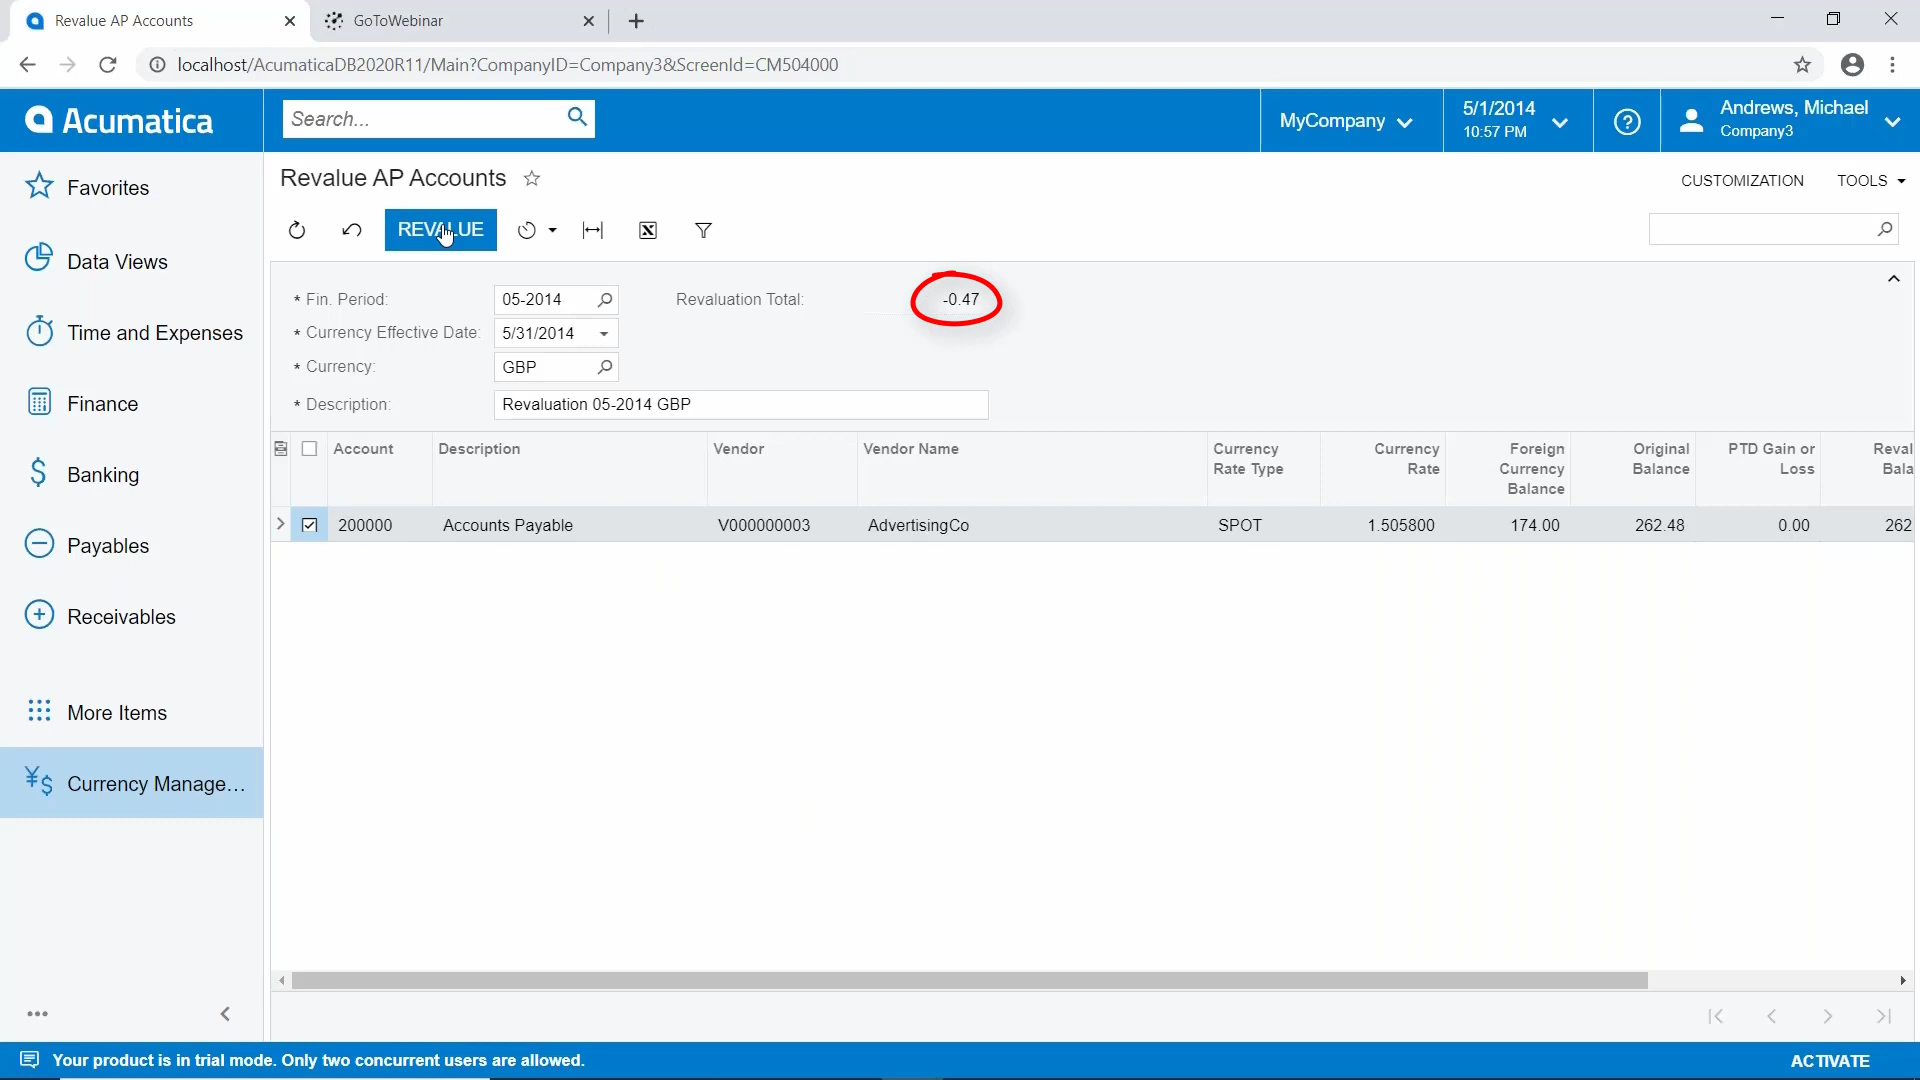 Revalue AP Accounts
GoToWebinar
localhost/AcumaticaDB2020R11/Main?CompanyID=Company3&ScreenId=CM504000
Acumatica
Search...
MyCompany
5/1/2014
10:57 PM
Andrews, Michael
Company3
Favorites
Data Views
Time and Expenses
Finance
Banking
Payables
Receivables
More Items
Currency Manage...
Revalue AP Accounts
CUSTOMIZATION
TOOLS
REVALUE
* Fin. Period:
05-2014
Revaluation Total:
-0.47
* Currency Effective Date:
5/31/2014
* Currency:
GBP
* Description:
Revaluation 05-2014 GBP
Account
Description
Vendor
Vendor Name
Currency
Rate Type
Currency
Rate
Foreign
Currency
Balance
Original
Balance
PTD Gain or
Loss
Reval
Bala
200000
Accounts Payable
V000000003
AdvertisingCo
SPOT
1.505800
174.00
262.48
0.00
262
Your product is in trial mode. Only two concurrent users are allowed.
ACTIVATE